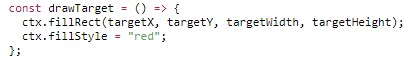 const drawTarget = () => {
  ctx.fillRect(targetX, targetY, targetWidth, targetHeight);
  ctx.fillStyle = "red";
};